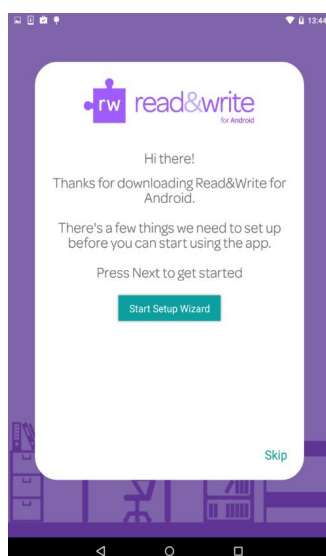 13:44
rw read&write
for Android
Hi there!
Thanks for downloading Read&Write for
Android.
There's a few things we need to set up
before you can start using the app.
Press Next to get started
Start Setup Wizard
Skip